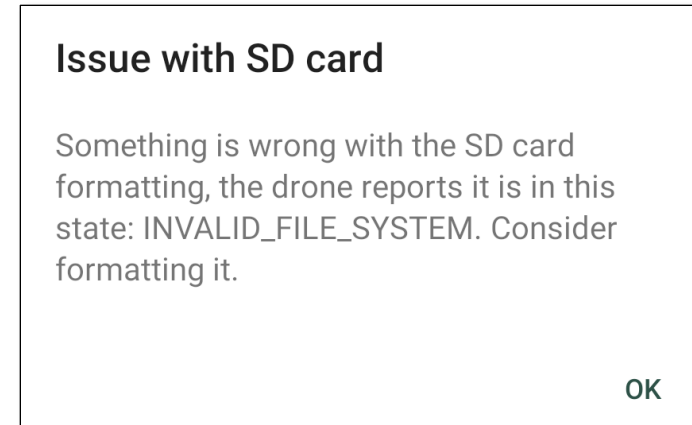 Issue with SD card
Something is wrong with the SD card
formatting, the drone reports it is in this
state: INVALID_FILE_SYSTEM. Consider
formatting it.
OK